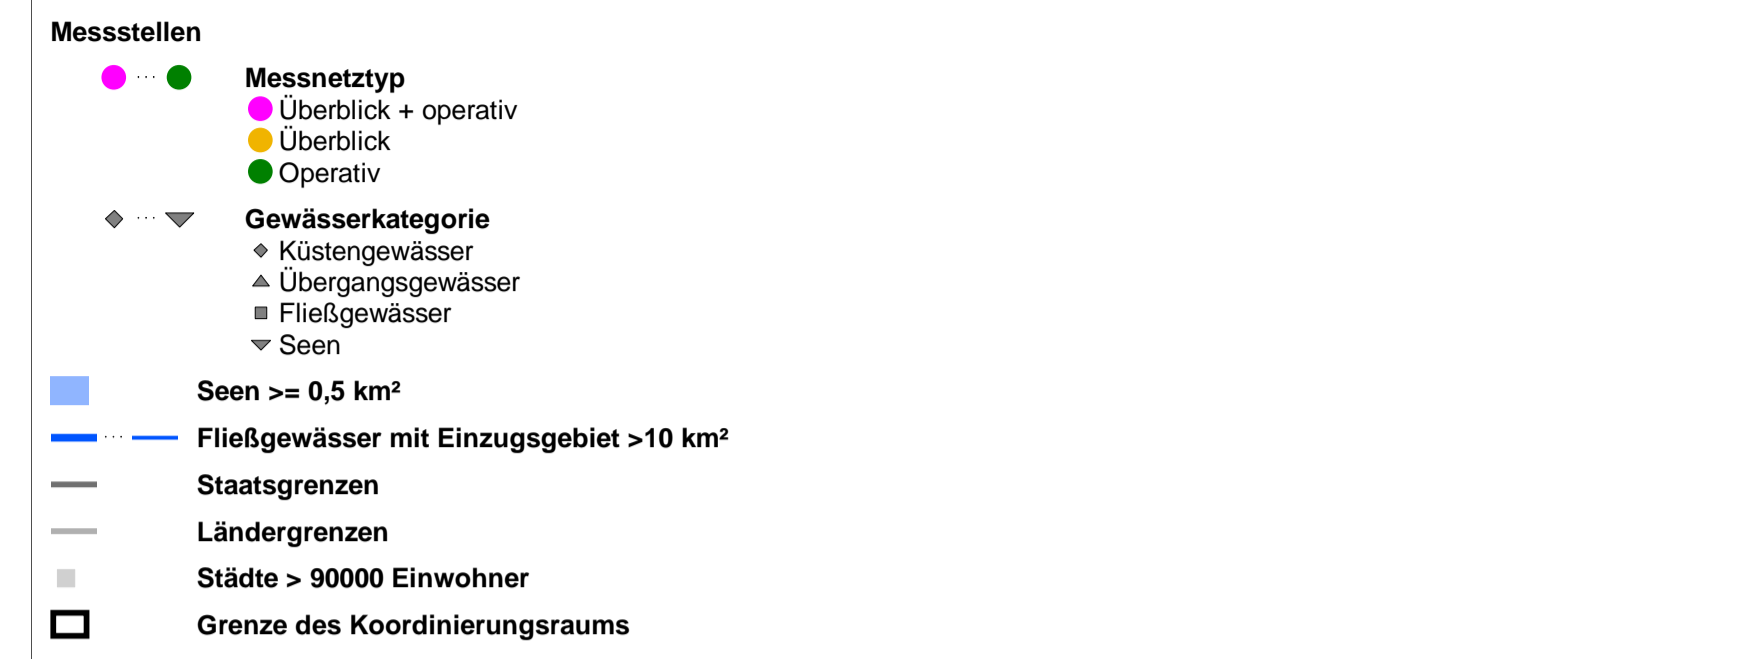 Messstellen
Messnetztyp
Überblick + operativ
Überblick
Operativ
Gewässerkategorie
Küstengewässer
Übergangsgewässer
Fließgewässer
Seen
Seen >= 0,5 km²
Fließgewässer mit Einzugsgebiet >10 km²
Staatsgrenzen
Ländergrenzen
Städte > 90000 Einwohner
Grenze des Koordinierungsraums